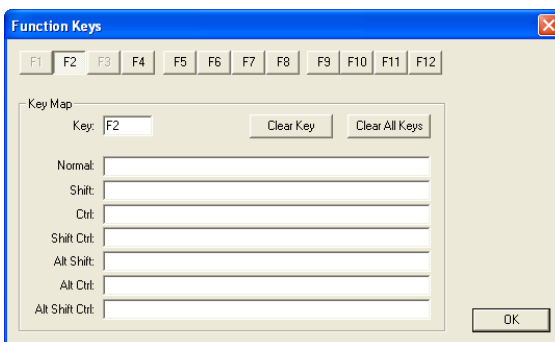 Function Keys
F1 F2 F3 F4 F5 F6 F7 F8 F9 F10 F11 F12
Key Map
Key: F2 Clear Key Clear All Keys
Normal:
Shift:
Ctrl:
Shift Ctrl:
Alt Shift:
Alt Ctrl:
Alt Shift Ctrl:
OK